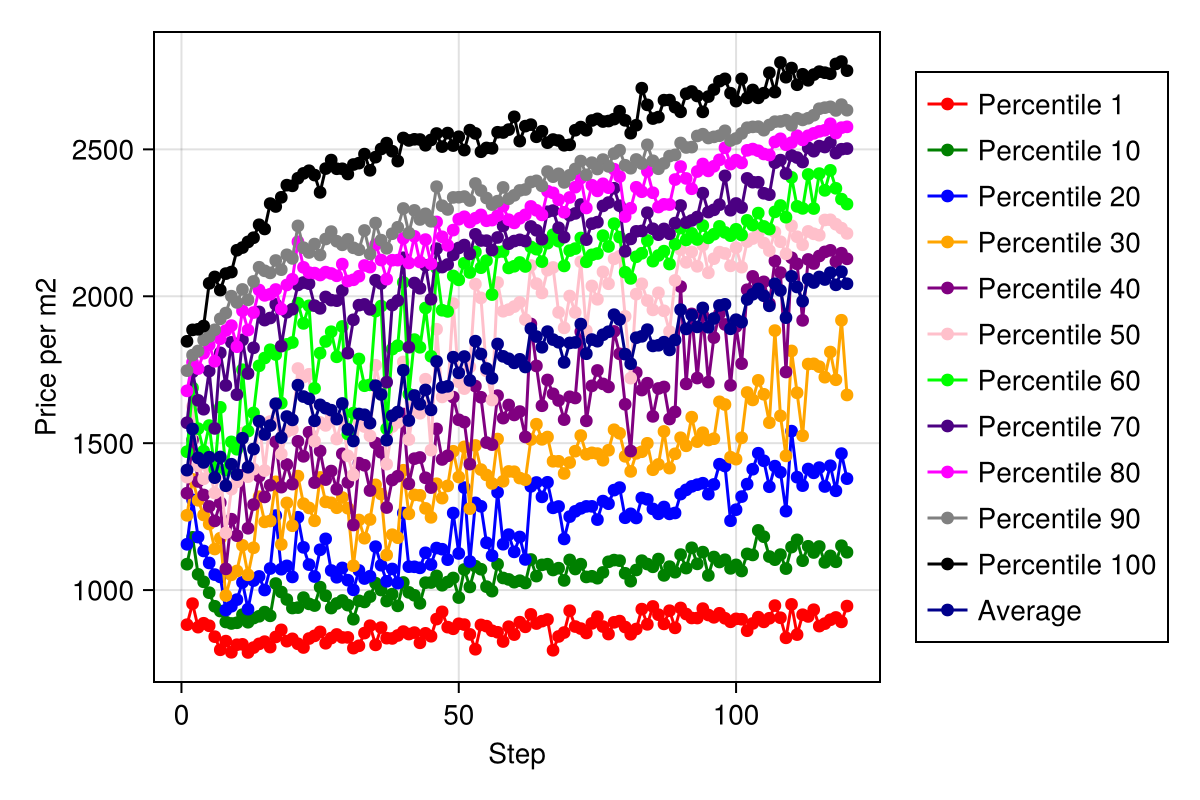 Price per m2
2500
2000
1500
1000
0
50
100
Step
Percentile 1
Percentile 10
Percentile 20
Percentile 30
Percentile 40
Percentile 50
Percentile 60
Percentile 70
Percentile 80
Percentile 90
Percentile 100
Average